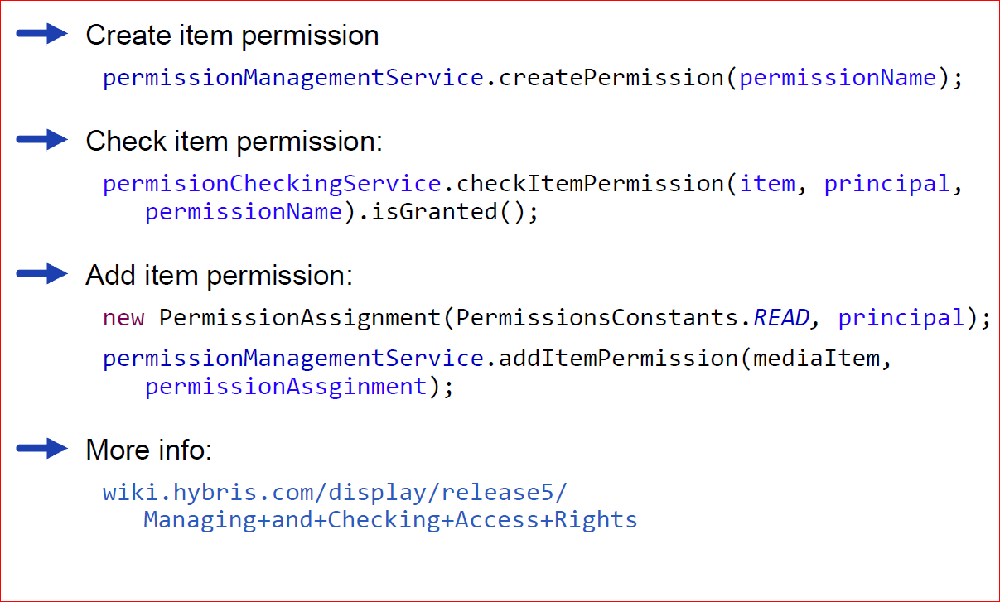 Create item permission
permissionManagementService.createPermission(permissionName);
Check item permission:
permisionCheckingService.checkItemPermission(item, principal,
permissionName).isGranted();
Add item permission:
new PermissionAssignment(PermissionsConstants.READ, principal);
permissionManagementService.addItemPermission(mediaItem,
permissionAssginment);
More info:
wiki.hybris.com/display/release5/
Managing+and+Checking+Access+Rights